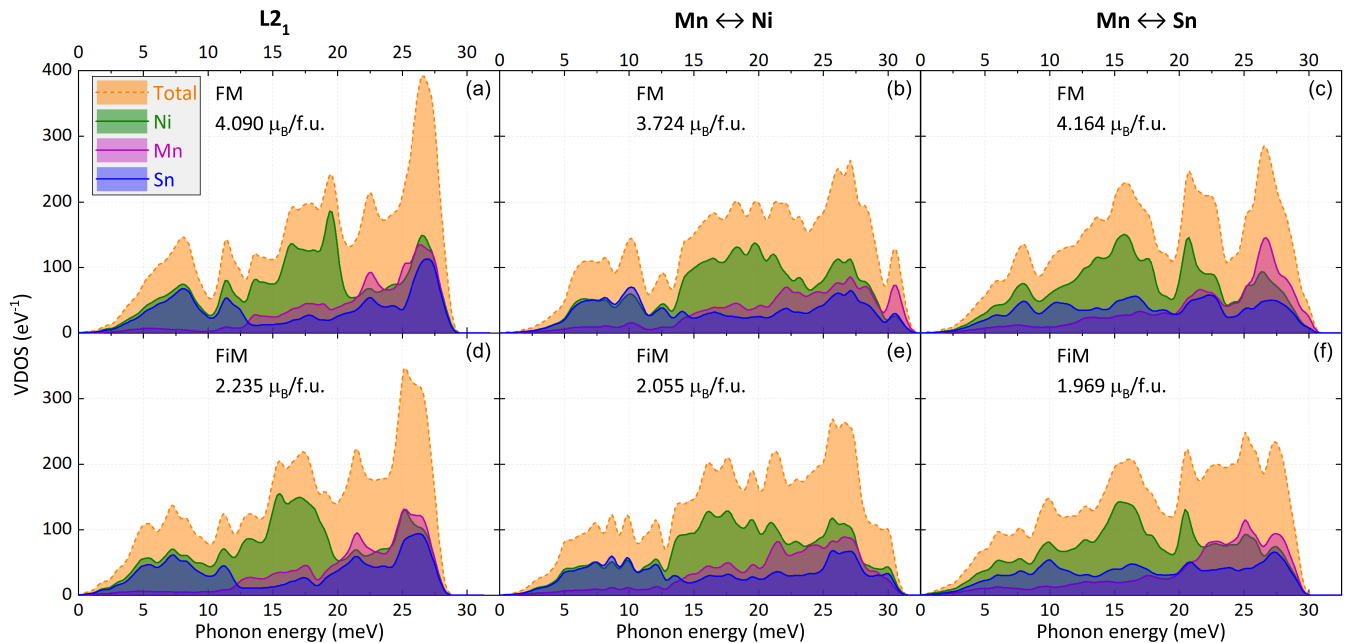 L2₁ Mn ↔ Ni Mn ↔ Sn
0 5 10 15 20 25 30 0 5 10 15 20 25 30 0 5 10 15 20 25 30
400
300
200
100
0
300
200
100
0
VDOS (eV⁻¹)
Total
Ni
Mn
Sn
FM
4.090 μB/f.u.
(a)
FM
3.724 μB/f.u.
(b)
FM
4.164 μB/f.u.
(c)
FiM
2.235 μB/f.u.
(d)
FiM
2.055 μB/f.u.
(e)
FiM
1.969 μB/f.u.
(f)
0 5 10 15 20 25 30 0 5 10 15 20 25 30 0 5 10 15 20 25 30
Phonon energy (meV) Phonon energy (meV) Phonon energy (meV)